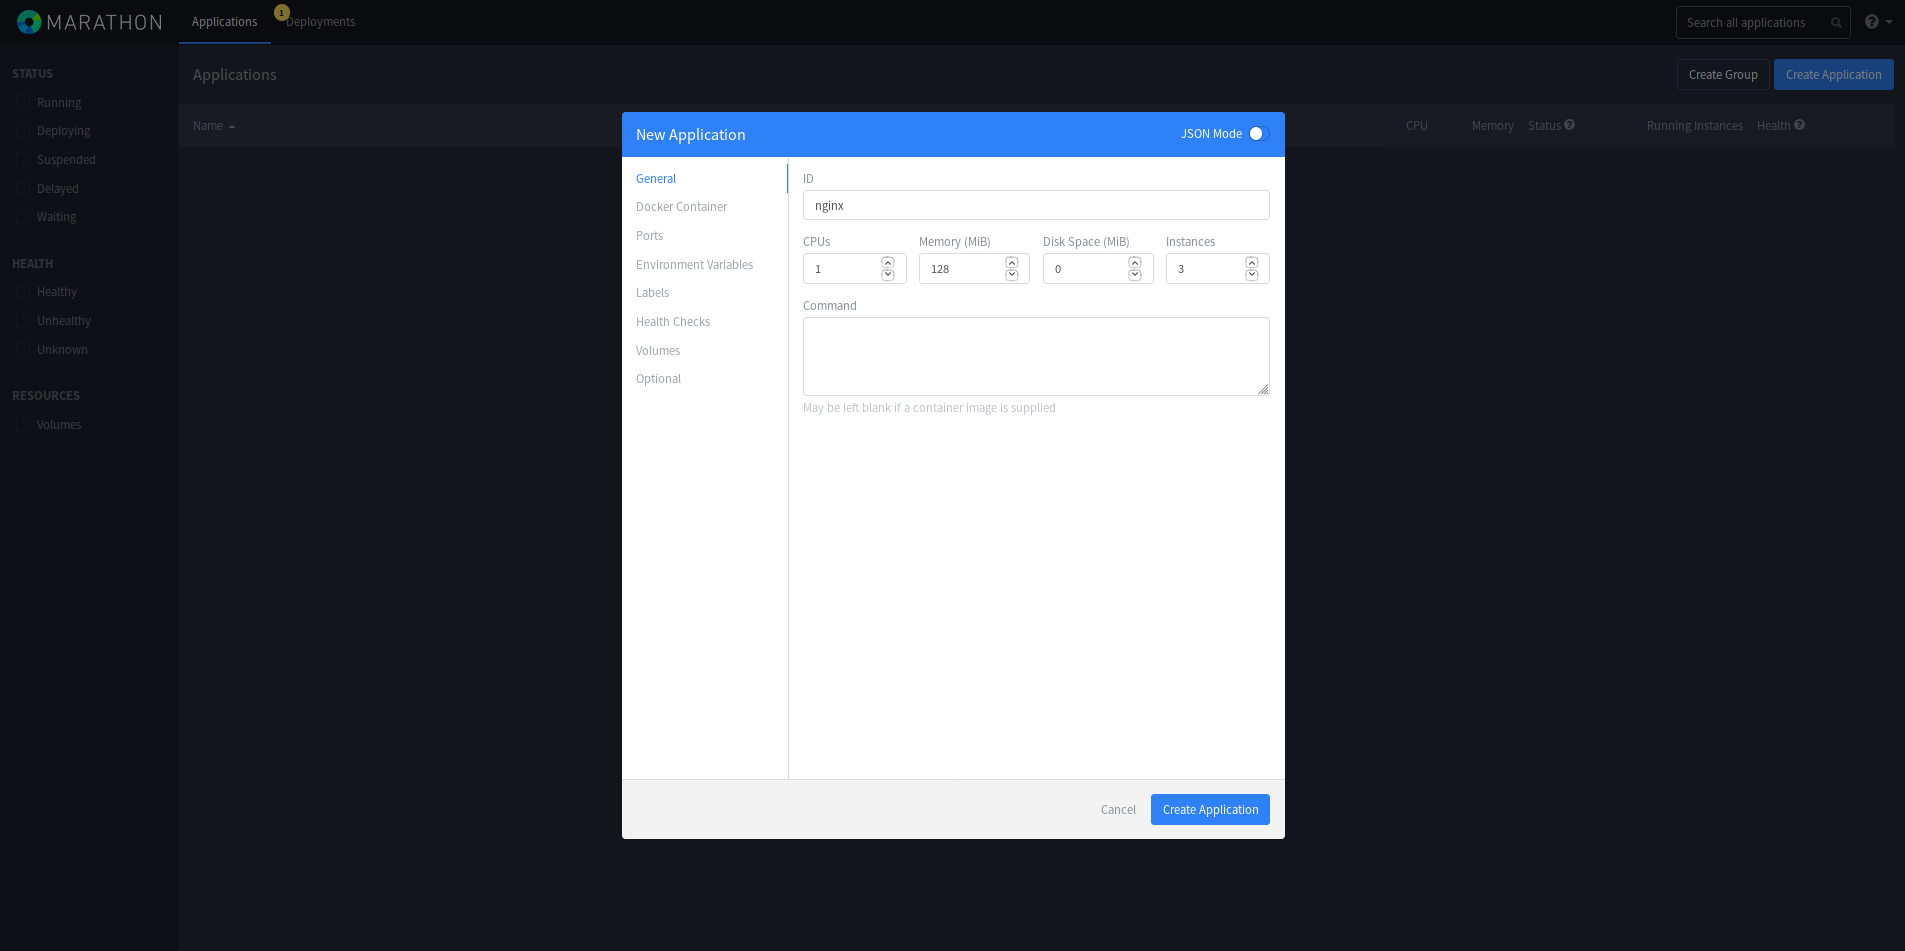 MARATHON
Applications
1
Deployments
Search all applications
STATUS
Running
Deploying
Suspended
Delayed
Waiting
HEALTH
Healthy
Unhealthy
Unknown
RESOURCES
Volumes
Applications
Create Group
Create Application
Name
CPU
Memory
Status
Running Instances
Health
New Application
JSON Mode
General
Docker Container
Ports
Environment Variables
Labels
Health Checks
Volumes
Optional
ID
nginx
CPUs
Memory (MiB)
Disk Space (MiB)
Instances
1
128
0
3
Command
May be left blank if a container image is supplied
Cancel
Create Application